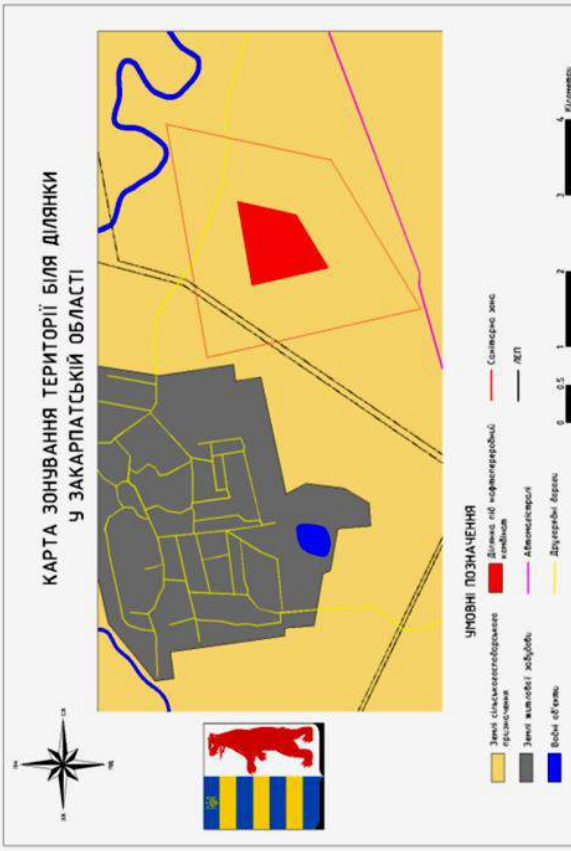 КАРТА ЗОНУВАННЯ ТЕРИТОРІЇ БІЛЯ ДІЛЯНКИ
У ЗАКАРПАТСЬКІЙ ОБЛАСТІ
УМОВНІ ПОЗНАЧЕННЯ
Землі сільськогосподарського
призначення
Землі житлової забудови
Водні об'єкти
Ділянка під нафтопереробний
комбінат
Автомагістралі
Другорядні дороги
Санітарна зона
ЛЕП
0 0.5 1 2 3 4
Кілометри